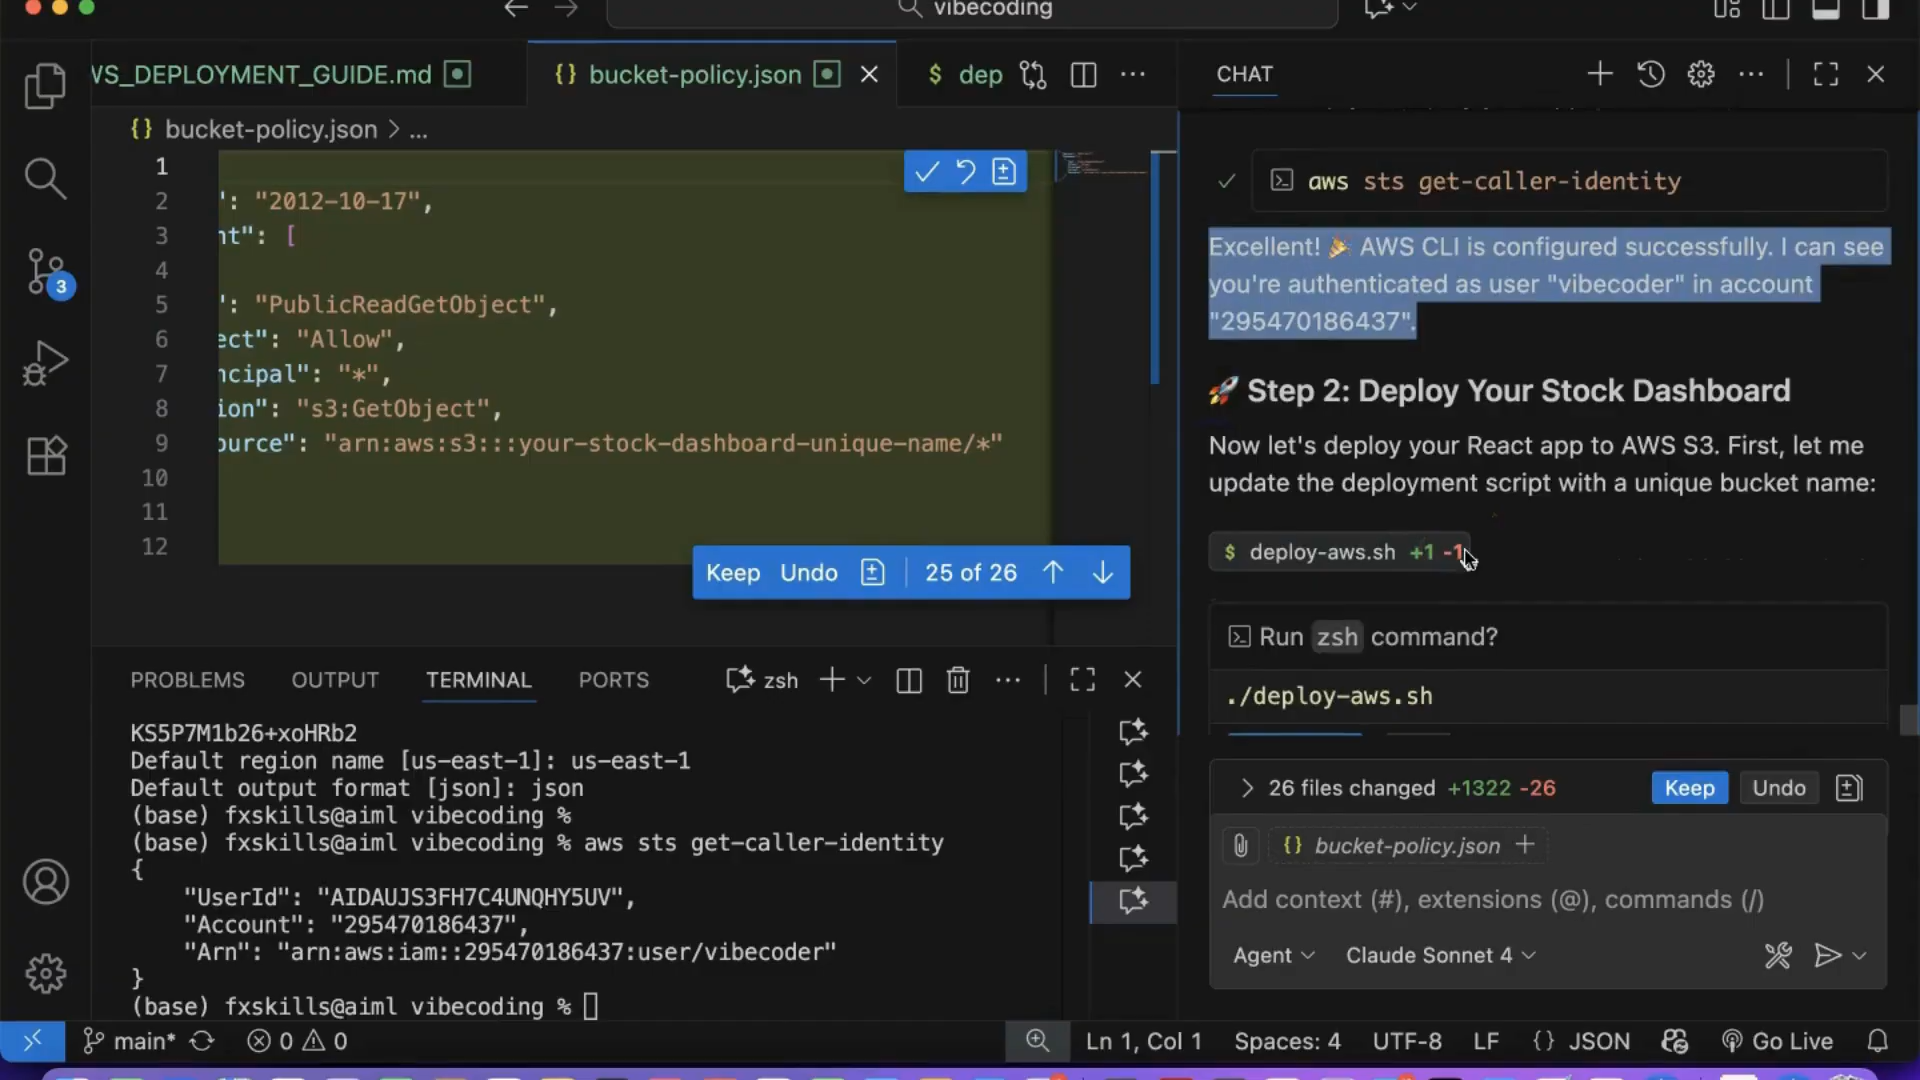 vibecoding
WS_DEPLOYMENT_GUIDE.md
{} bucket-policy.json
$ dep
CHAT
{} bucket-policy.json > ...
1
2 ': "2012-10-17",
3 nt": [
4
5 ': "PublicReadGetObject",
6 ect": "Allow",
7 ncipal": "*",
8 ion": "s3:GetObject",
9 ource": "arn:aws:s3:::your-stock-dashboard-unique-name/*"
10
11
12
Keep Undo 25 of 26
aws sts get-caller-identity
Excellent! 🎉 AWS CLI is configured successfully. I can see
you're authenticated as user "vibecoder" in account
"295470186437".
🚀 Step 2: Deploy Your Stock Dashboard
Now let's deploy your React app to AWS S3. First, let me
update the deployment script with a unique bucket name:
$ deploy-aws.sh +1 -1
Run zsh command?
./deploy-aws.sh
26 files changed +1322 -26 Keep Undo
{} bucket-policy.json +
Add context (#), extensions (@), commands (/)
Agent Claude Sonnet 4
3
PROBLEMS OUTPUT TERMINAL PORTS zsh
KS5P7M1b26+xoHRb2
Default region name [us-east-1]: us-east-1
Default output format [json]: json
(base) fxskills@aiml vibecoding %
(base) fxskills@aiml vibecoding % aws sts get-caller-identity
{
"UserId": "AIDAUJS3FH7C4UNQHY5UV",
"Account": "295470186437",
"Arn": "arn:aws:iam::295470186437:user/vibecoder"
}
(base) fxskills@aiml vibecoding %
main* 0 0 Ln 1, Col 1 Spaces: 4 UTF-8 LF {} JSON Go Live